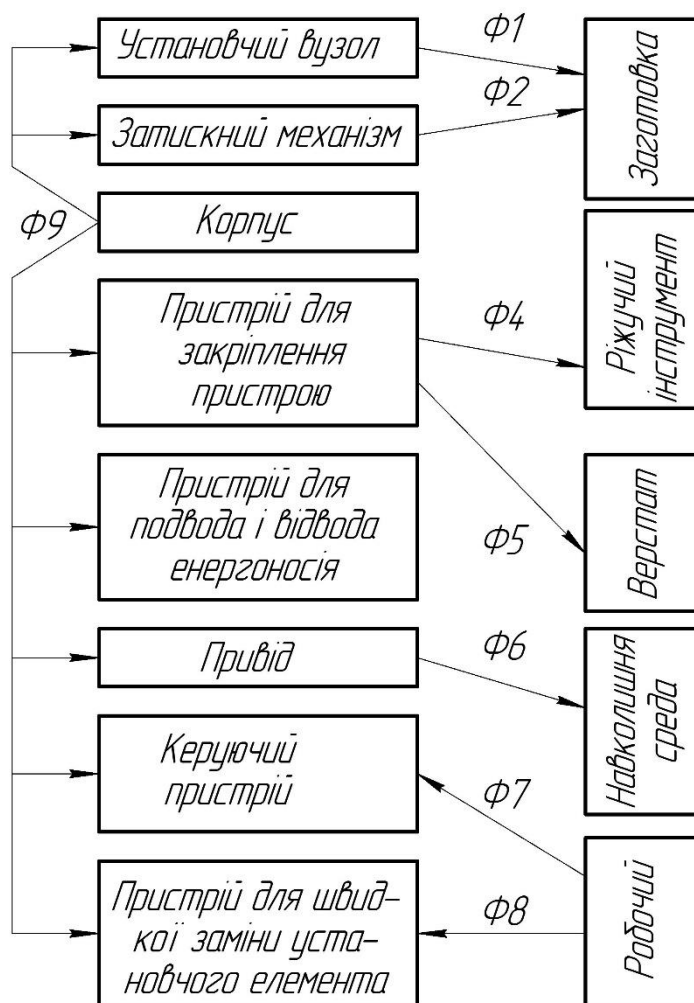 Установчий вузол
Ф1
Затискний механізм
Ф2
Заготовка
Корпус
Ф9
Пристрій для
закріплення
пристрою
Ф4
Ріжучий
інструмент
Пристрій для
подвода і відвода
енергоносія
Ф5
Верстат
Привід
Ф6
Навколишня
среда
Керуючий
пристрій
Ф7
Пристрій для швид-
кої заміни уста-
новчого елемента
Ф8
Робочий